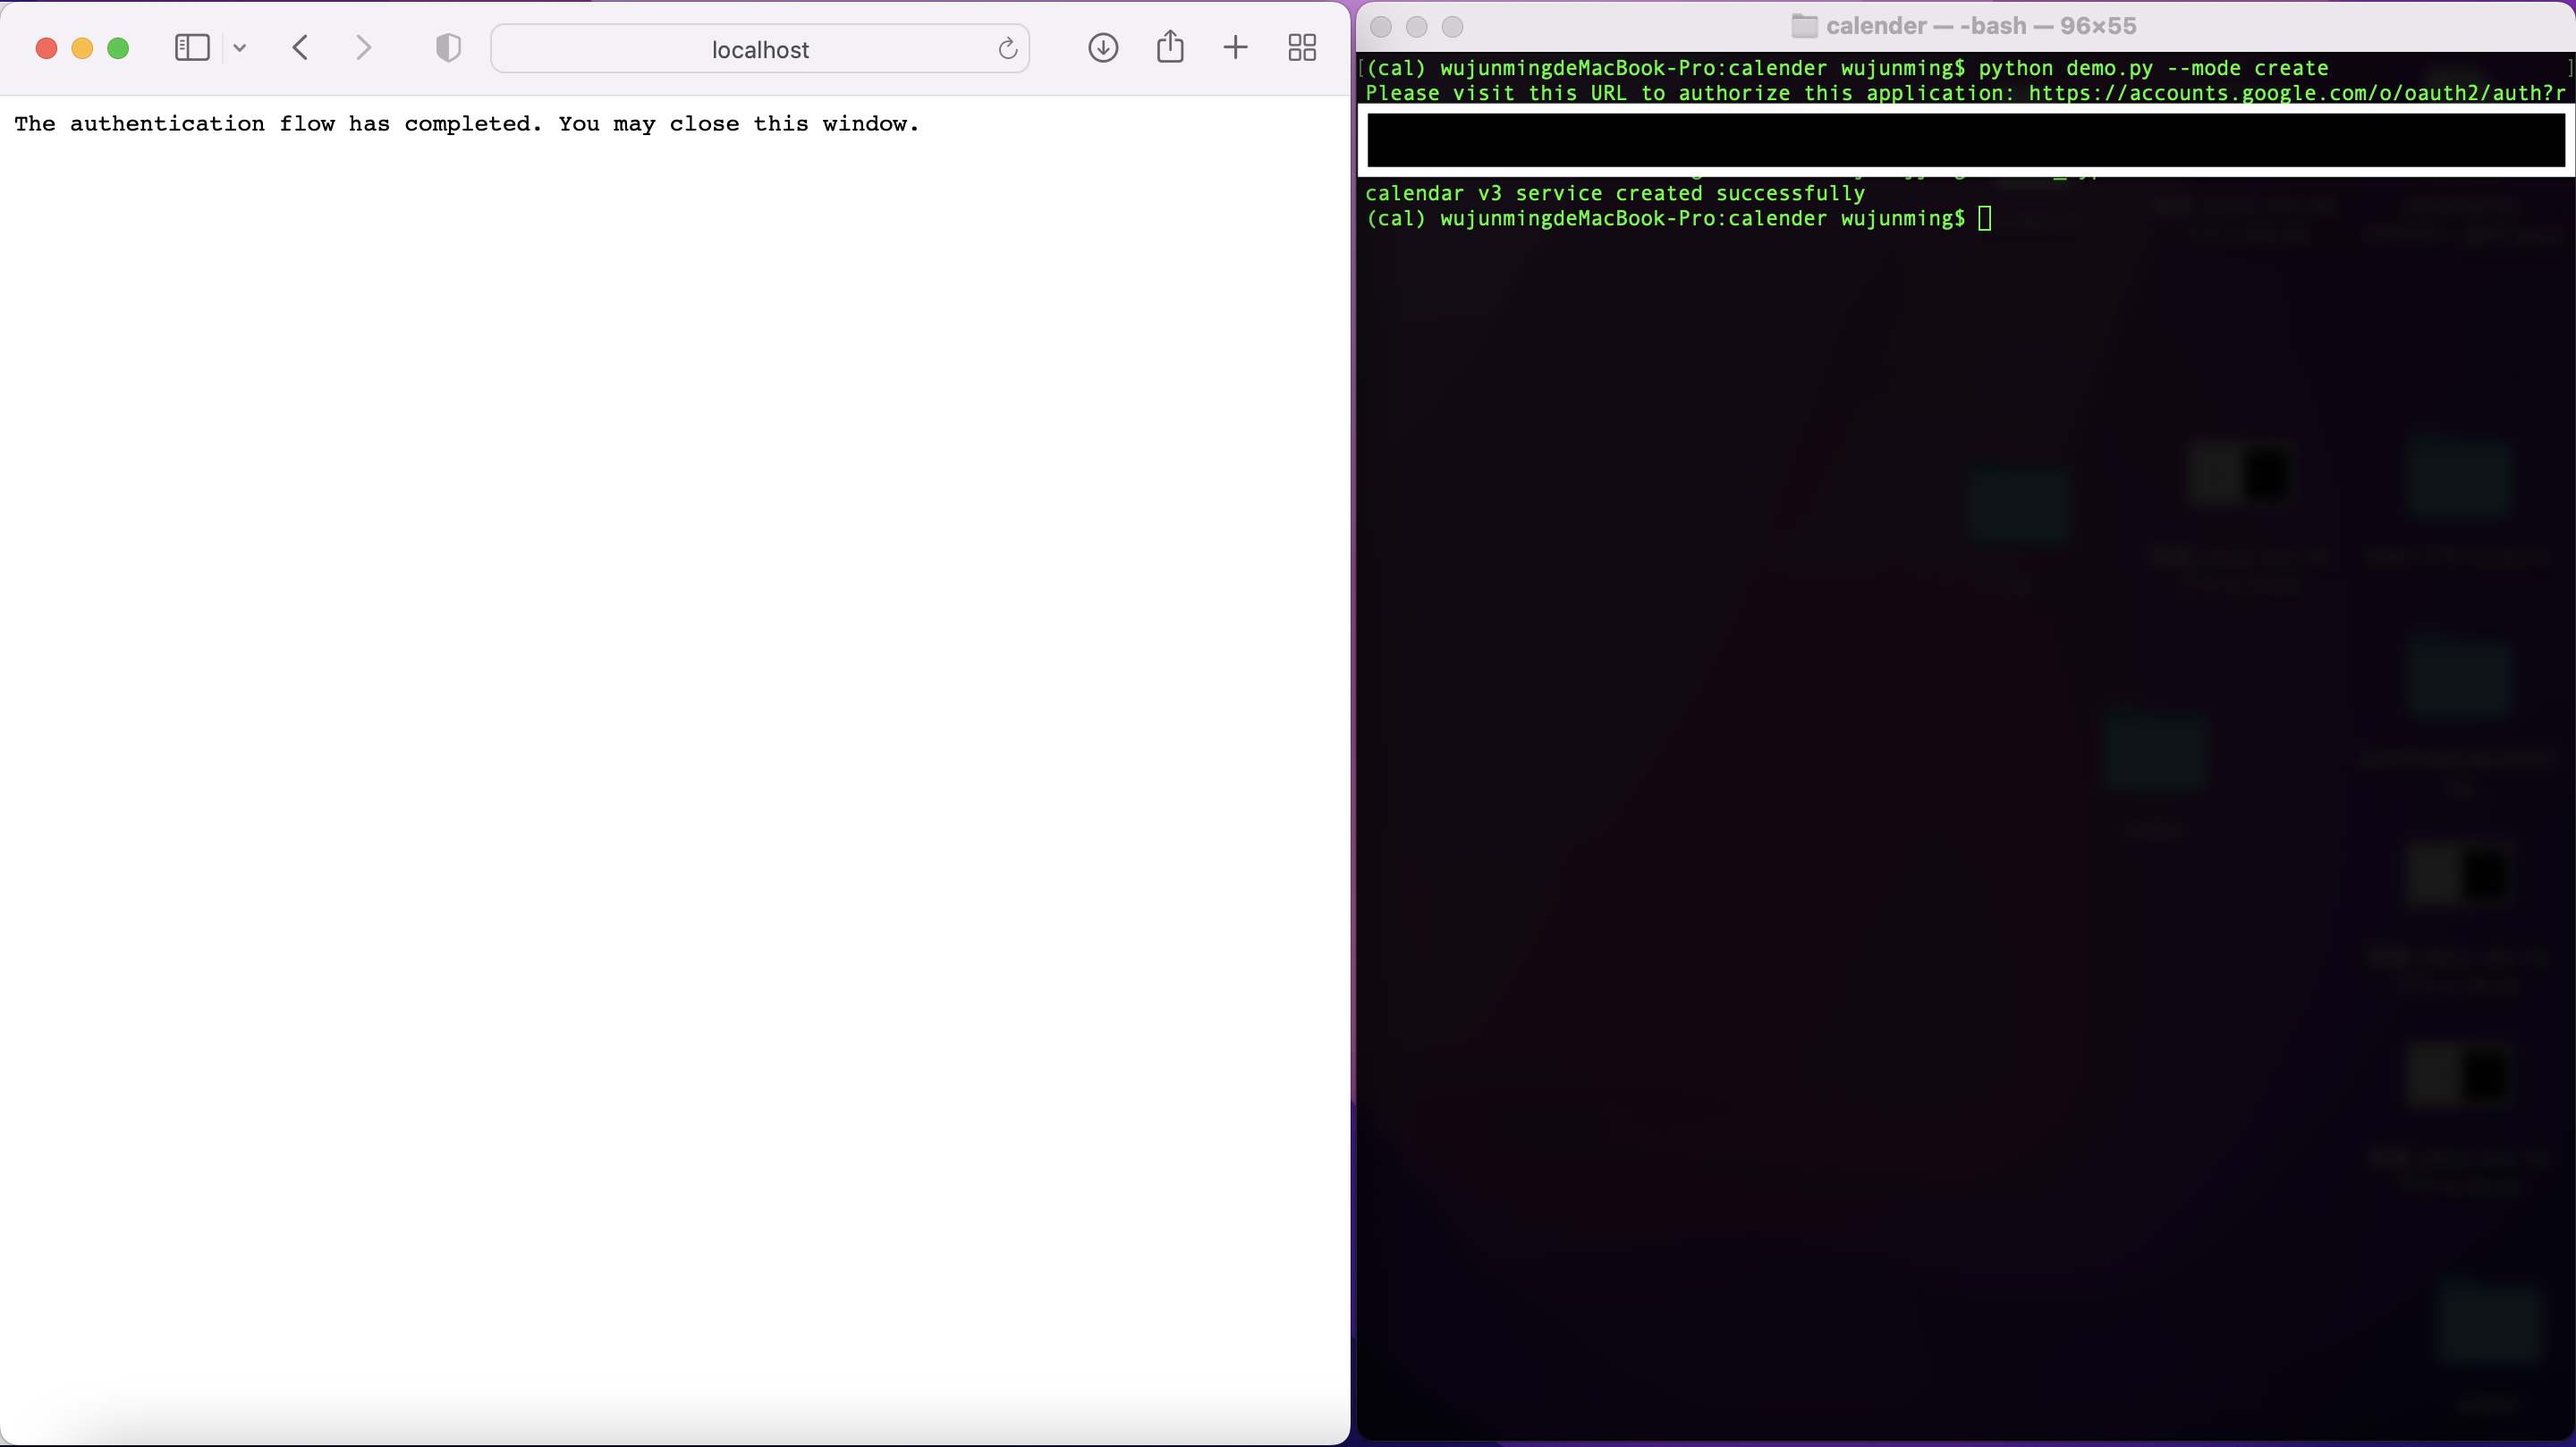 localhost
The authentication flow has completed. You may close this window.
calender — -bash — 96×55
[(cal) wujunmingdeMacBook-Pro:calender wujunming$ python demo.py --mode create ]
Please visit this URL to authorize this application: https://accounts.google.com/o/oauth2/auth?r
calendar v3 service created successfully
(cal) wujunmingdeMacBook-Pro:calender wujunming$